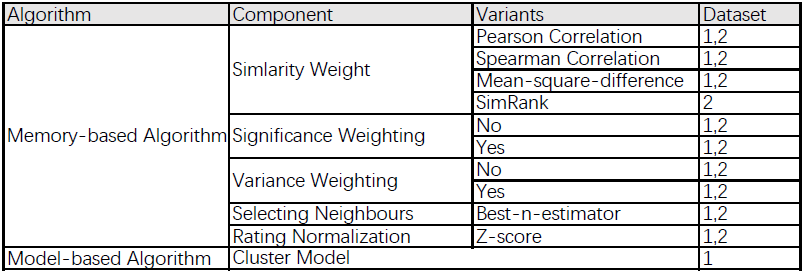 Algorithm Component Variants Dataset
Pearson Correlation 1,2
Spearman Correlation 1,2
Simlarity Weight
Mean-square-difference 1,2
SimRank 2
No 1,2
Memory-based Algorithm Significance Weighting
Yes 1,2
No 1,2
Variance Weighting
Yes 1,2
Selecting Neighbours Best-n-estimator 1,2
Rating Normalization Z-score 1,2
Model-based Algorithm Cluster Model 1